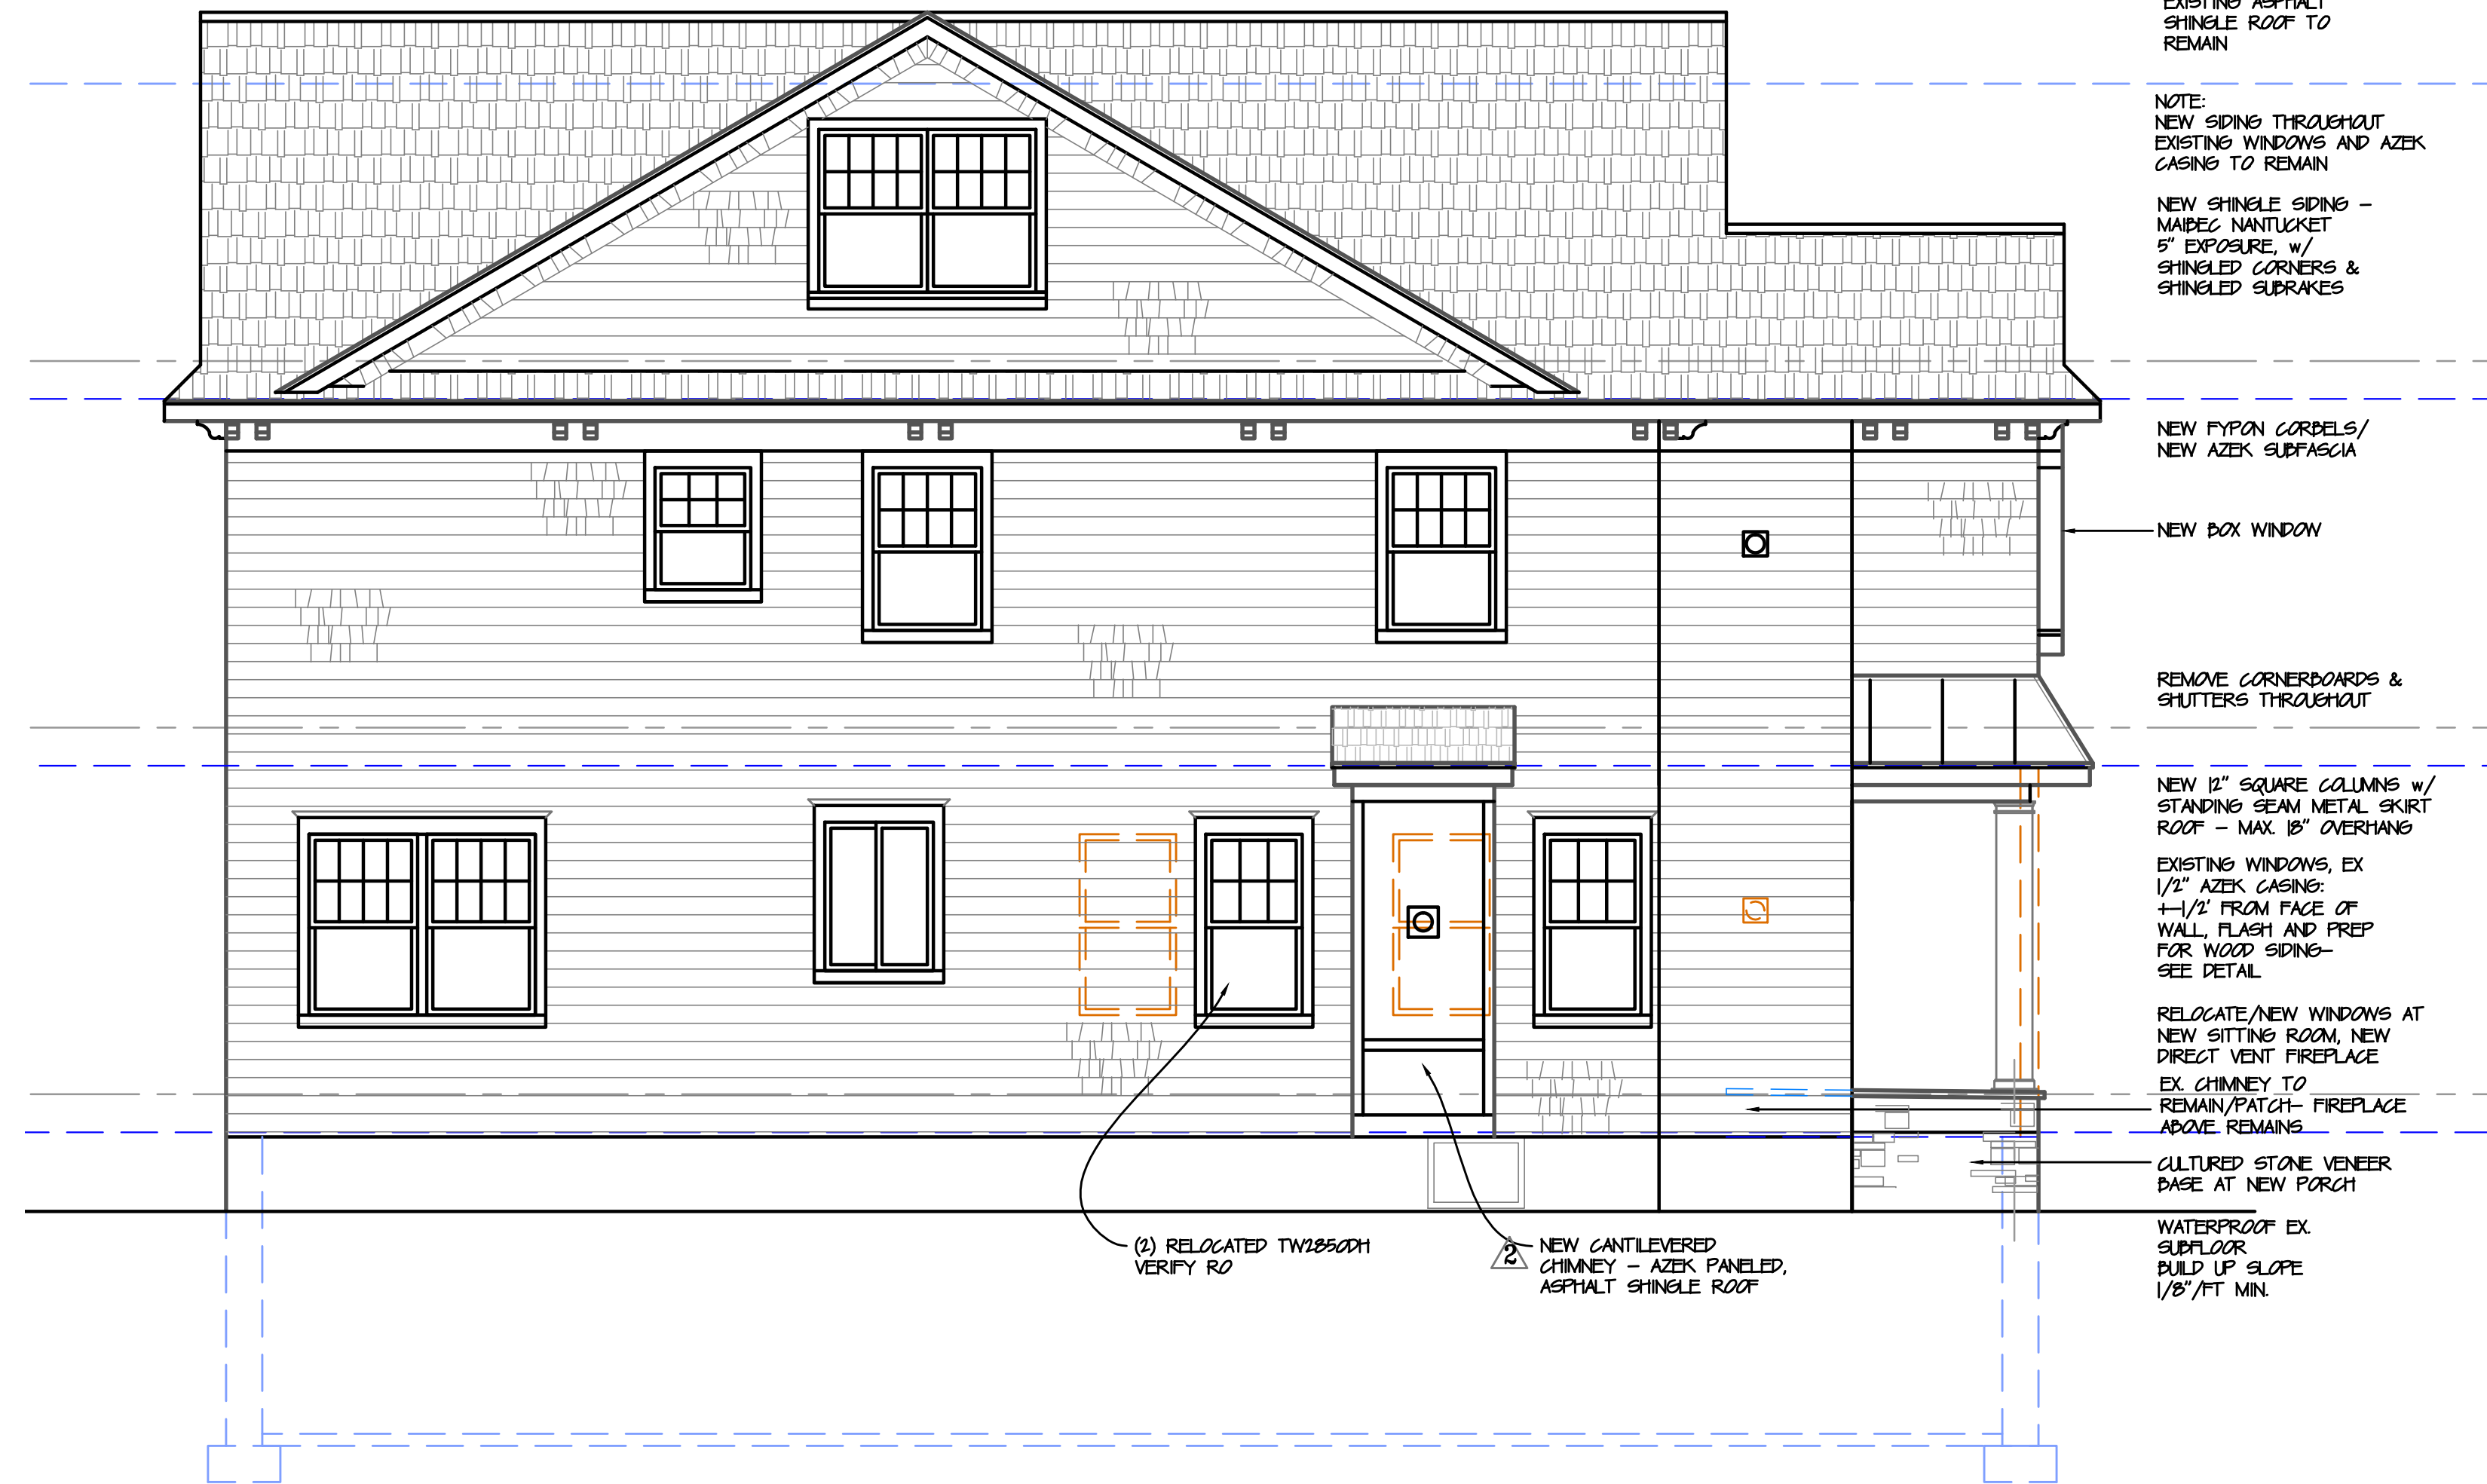 EXISTING ASPHALT
SHINGLE ROOF TO
REMAIN
NOTE:
NEW SIDING THROUGHOUT
EXISTING WINDOWS AND AZEK
CASING TO REMAIN
NEW SHINGLE SIDING -
MAIBEC NANTUCKET
5" EXPOSURE, w/
SHINGLED CORNERS &
SHINGLED SUBRAKES
NEW FYPON CORBELS/
NEW AZEK SUBFASCIA
NEW BOX WINDOW
REMOVE CORNERBOARDS &
SHUTTERS THROUGHOUT
NEW 12" SQUARE COLUMNS w/
STANDING SEAM METAL SKIRT
ROOF - MAX. 18" OVERHANG
EXISTING WINDOWS, EX
1/2" AZEK CASING:
+-1/2' FROM FACE OF
WALL, FLASH AND PREP
FOR WOOD SIDING-
SEE DETAIL
RELOCATE/NEW WINDOWS AT
NEW SITTING ROOM, NEW
DIRECT VENT FIREPLACE
EX. CHIMNEY TO
REMAIN/PATCH- FIREPLACE
ABOVE REMAINS
CULTURED STONE VENEER
BASE AT NEW PORCH
WATERPROOF EX.
SUBFLOOR
BUILD UP SLOPE
1/8"/FT MIN.
(2) RELOCATED TW2850DH
VERIFY RO
2
NEW CANTILEVERED
CHIMNEY - AZEK PANELED,
ASPHALT SHINGLE ROOF